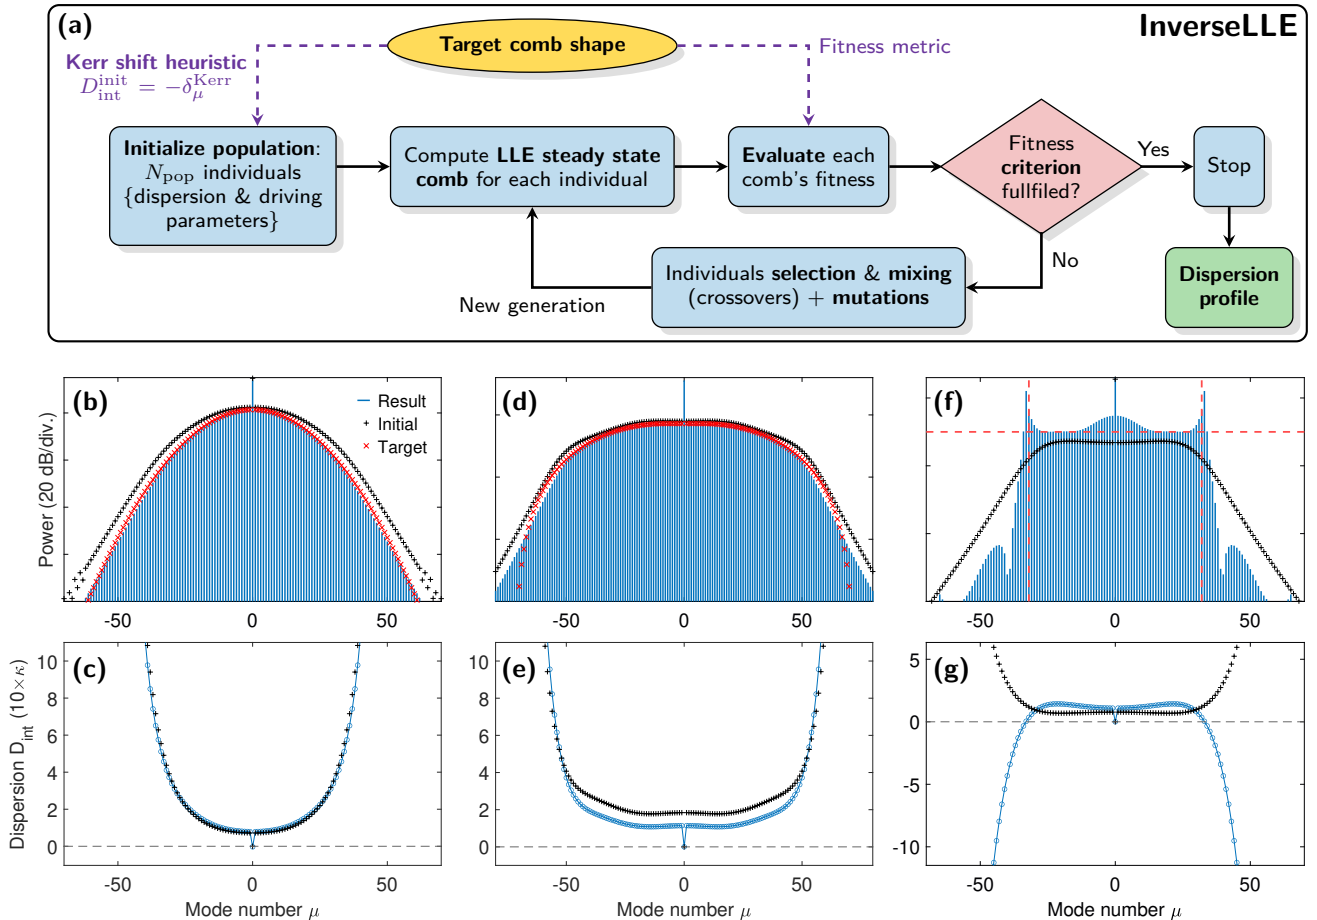 (a)
InverseLLE
Target comb shape
Kerr shift heuristic
D_int^init = −δ_μ^Kerr
Fitness metric
Initialize population:
N_pop individuals
{dispersion & driving
parameters}
Compute LLE steady state
comb for each individual
Evaluate each
comb's fitness
Fitness
criterion
fullfiled?
Yes
Stop
No
Individuals selection & mixing
(crossovers) + mutations
New generation
Dispersion
profile
(b)
Result
Initial
Target
Power (20 dB/div.)
-50 0 50
(d)
-50 0 50
(f)
-50 0 50
(c)
Dispersion D_int (10×κ)
10
8
6
4
2
0
-50 0 50
Mode number μ
(e)
10
8
6
4
2
0
-50 0 50
Mode number μ
(g)
5
0
-5
-10
-50 0 50
Mode number μ